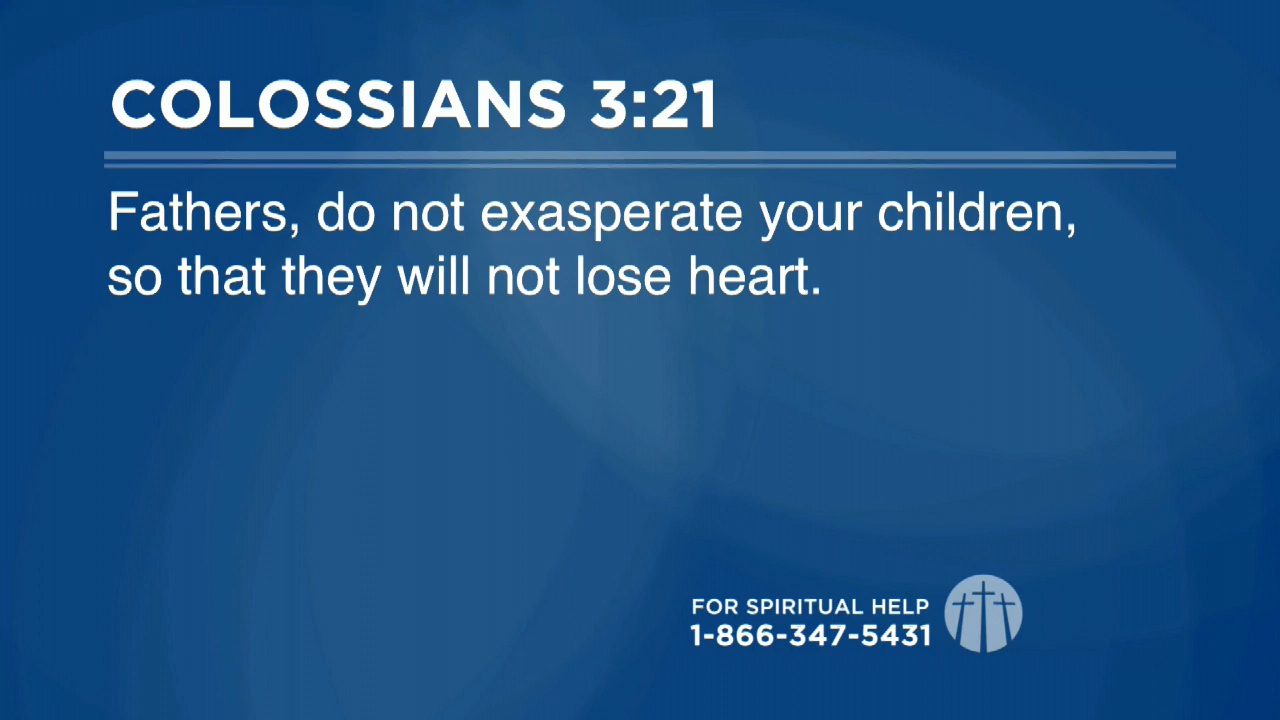 COLOSSIANS 3:21
Fathers, do not exasperate your children,
so that they will not lose heart.
FOR SPIRITUAL HELP
1-866-347-5431